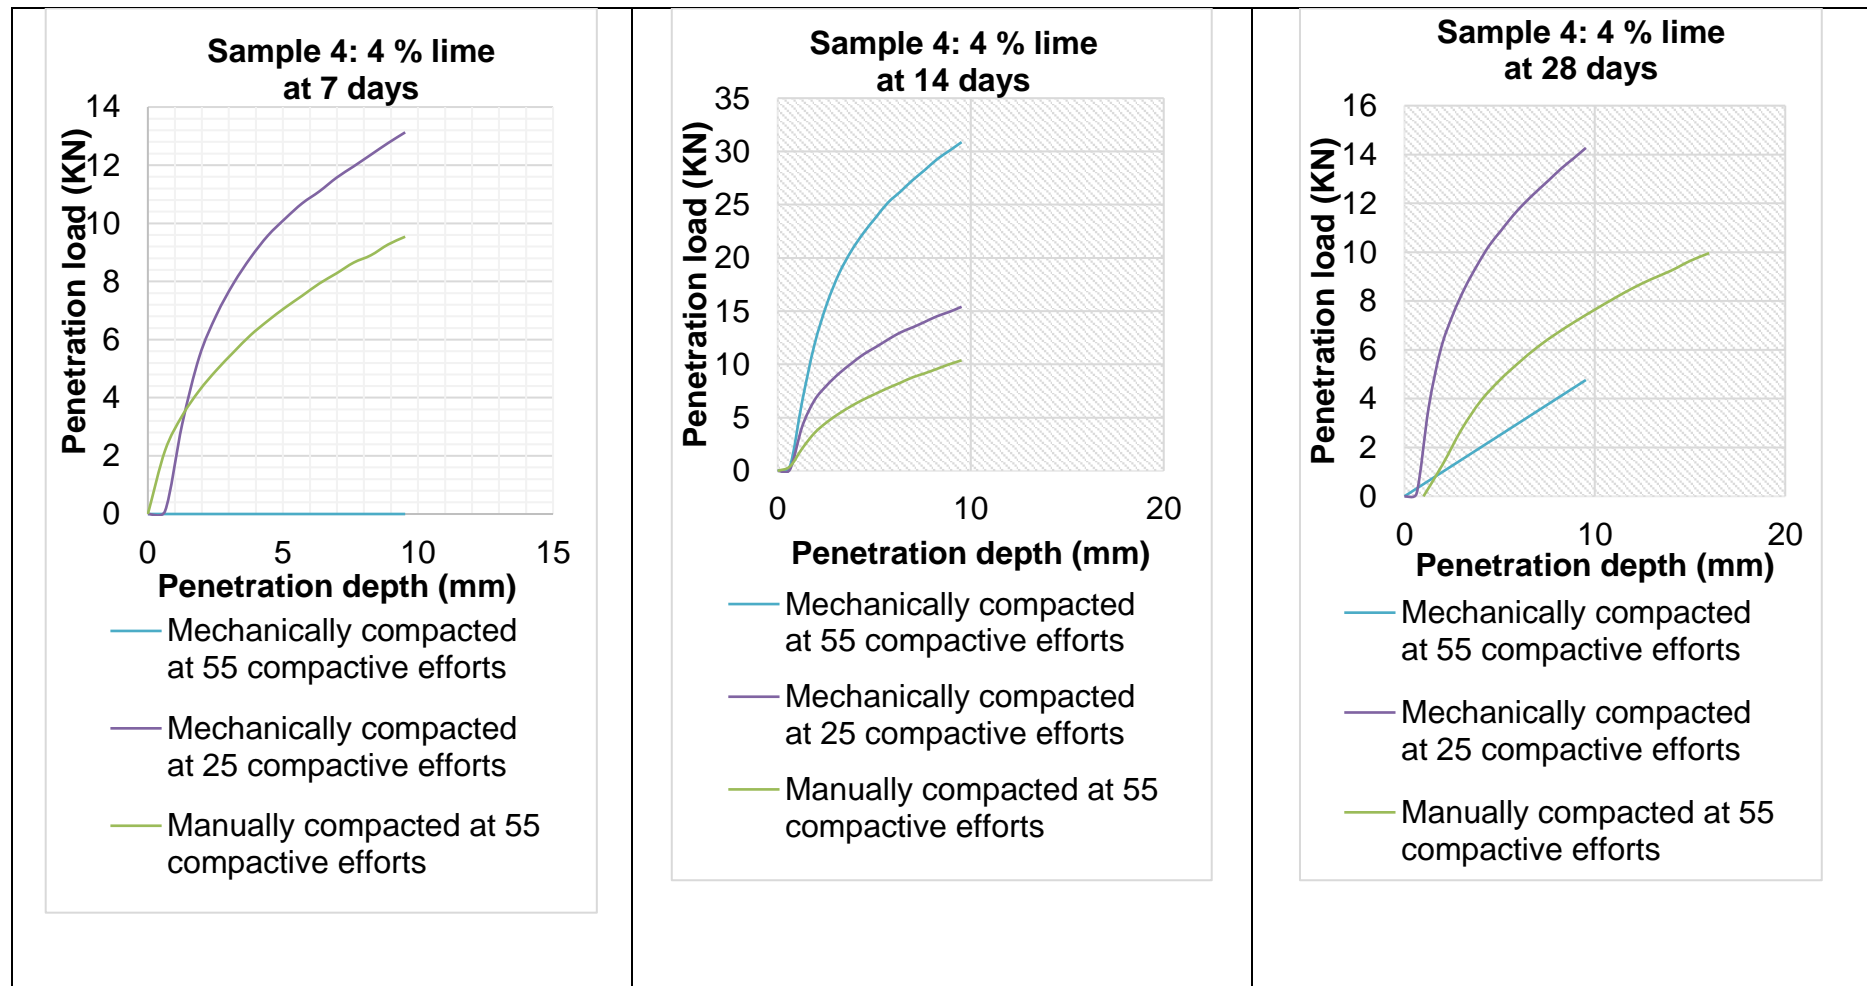 Sample 4: 4 % lime
at 7 days
14
12
10
8
6
4
2
0
Penetration load (KN)
0 5 10 15
Penetration depth (mm)
Mechanically compacted
at 55 compactive efforts
Mechanically compacted
at 25 compactive efforts
Manually compacted at 55
compactive efforts
Sample 4: 4 % lime
at 14 days
35
30
25
20
15
10
5
0
Penetration load (KN)
0 10 20
Penetration depth (mm)
Mechanically compacted
at 55 compactive efforts
Mechanically compacted
at 25 compactive efforts
Manually compacted at 55
compactive efforts
Sample 4: 4 % lime
at 28 days
16
14
12
10
8
6
4
2
0
Penetration load (KN)
0 10 20
Penetration depth (mm)
Mechanically compacted
at 55 compactive efforts
Mechanically compacted
at 25 compactive efforts
Manually compacted at 55
compactive efforts